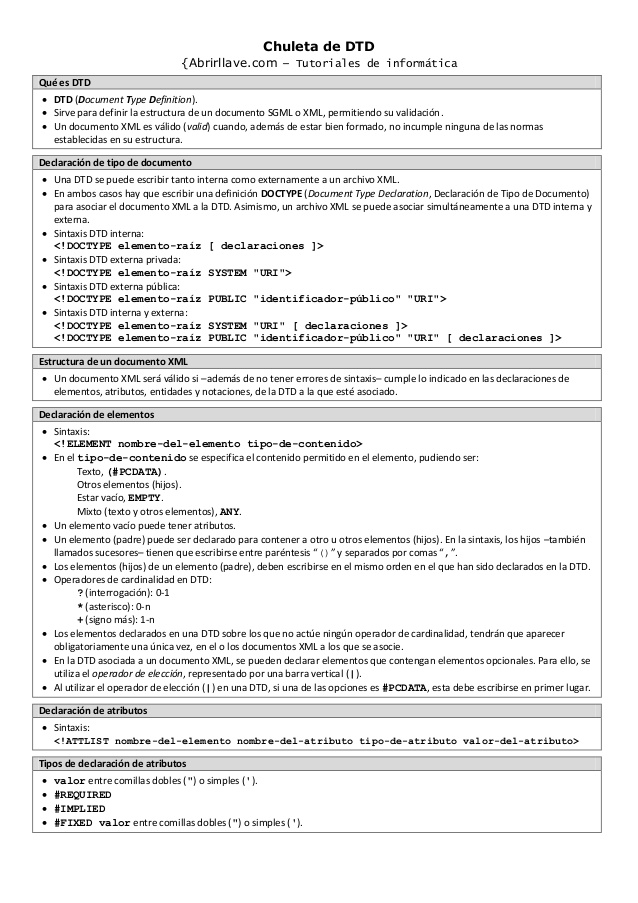 Chuleta de DTD
{Abrirllave.com – Tutoriales de informática
Qué es DTD
• DTD (Document Type Definition).
• Sirve para definir la estructura de un documento SGML o XML, permitiendo su validación.
• Un documento XML es válido (valid) cuando, además de estar bien formado, no incumple ninguna de las normas
establecidas en su estructura.
Declaración de tipo de documento
• Una DTD se puede escribir tanto interna como externamente a un archivo XML.
• En ambos casos hay que escribir una definición DOCTYPE (Document Type Declaration, Declaración de Tipo de Documento)
para asociar el documento XML a la DTD. Asimismo, un archivo XML se puede asociar simultáneamente a una DTD interna y
externa.
• Sintaxis DTD interna:
<!DOCTYPE elemento-raíz [ declaraciones ]>
• Sintaxis DTD externa privada:
<!DOCTYPE elemento-raíz SYSTEM "URI">
• Sintaxis DTD externa pública:
<!DOCTYPE elemento-raíz PUBLIC "identificador-público" "URI">
• Sintaxis DTD interna y externa:
<!DOCTYPE elemento-raíz SYSTEM "URI" [ declaraciones ]>
<!DOCTYPE elemento-raíz PUBLIC "identificador-público" "URI" [ declaraciones ]>
Estructura de un documento XML
• Un documento XML será válido si –además de no tener errores de sintaxis– cumple lo indicado en las declaraciones de
elementos, atributos, entidades y notaciones, de la DTD a la que esté asociado.
Declaración de elementos
• Sintaxis:
<!ELEMENT nombre-del-elemento tipo-de-contenido>
• En el tipo-de-contenido se especifica el contenido permitido en el elemento, pudiendo ser:
Texto, (#PCDATA).
Otros elementos (hijos).
Estar vacío, EMPTY.
Mixto (texto y otros elementos), ANY.
• Un elemento vacío puede tener atributos.
• Un elemento (padre) puede ser declarado para contener a otro u otros elementos (hijos). En la sintaxis, los hijos –también
llamados sucesores– tienen que escribirse entre paréntesis “()” y separados por comas “,”.
• Los elementos (hijos) de un elemento (padre), deben escribirse en el mismo orden en el que han sido declarados en la DTD.
• Operadores de cardinalidad en DTD:
? (interrogación): 0-1
* (asterisco): 0-n
+ (signo más): 1-n
• Los elementos declarados en una DTD sobre los que no actúe ningún operador de cardinalidad, tendrán que aparecer
obligatoriamente una única vez, en el o los documentos XML a los que se asocie.
• En la DTD asociada a un documento XML, se pueden declarar elementos que contengan elementos opcionales. Para ello, se
utiliza el operador de elección, representado por una barra vertical (|).
• Al utilizar el operador de elección (|) en una DTD, si una de las opciones es #PCDATA, esta debe escribirse en primer lugar.
Declaración de atributos
• Sintaxis:
<!ATTLIST nombre-del-elemento nombre-del-atributo tipo-de-atributo valor-del-atributo>
Tipos de declaración de atributos
• valor entre comillas dobles (") o simples (').
• #REQUIRED
• #IMPLIED
• #FIXED valor entre comillas dobles (") o simples (').